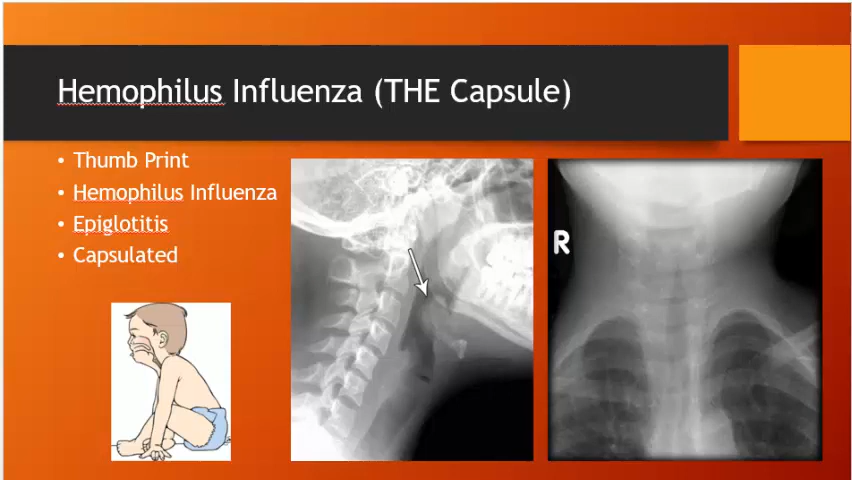 Hemophilus Influenza (THE Capsule)
• Thumb Print
• Hemophilus Influenza
• Epiglotitis
• Capsulated
R